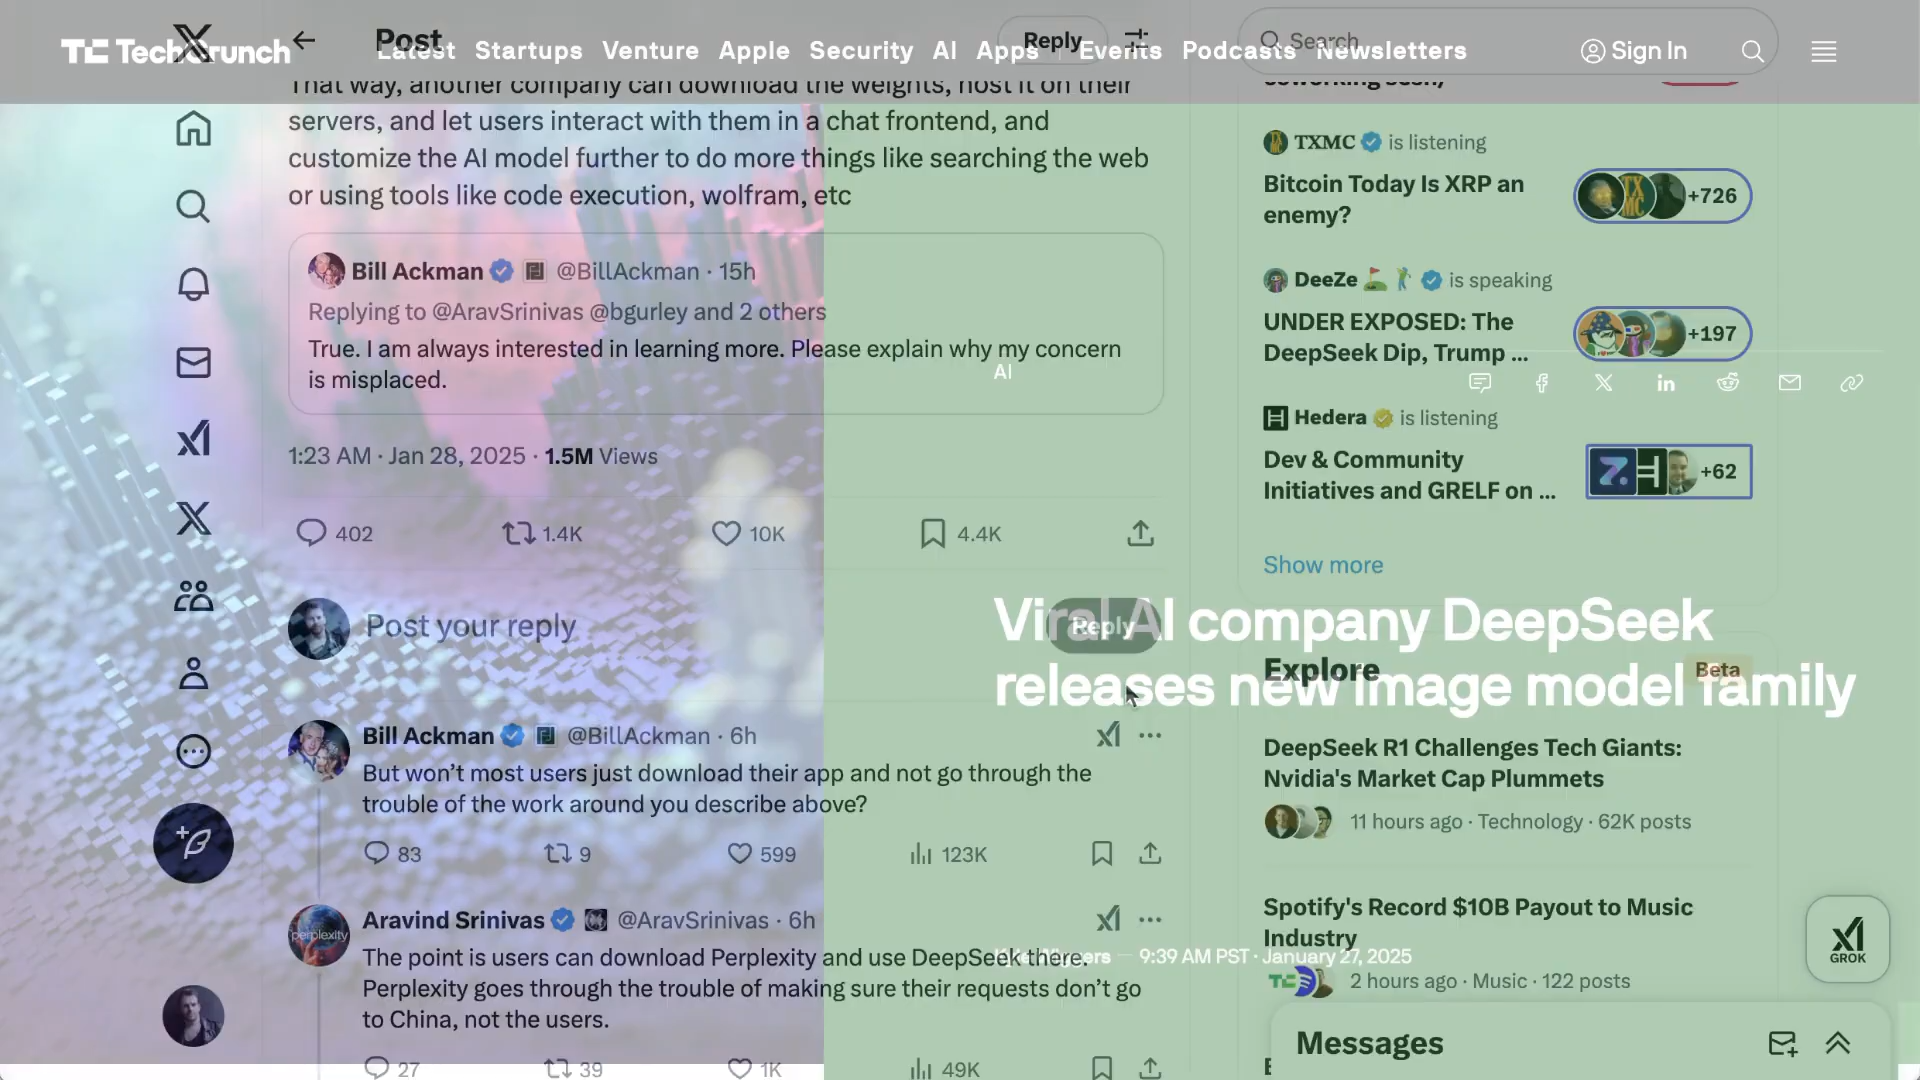 TechCrunch
Latest Startups Venture Apple Security AI Apps Events Podcasts Newsletters
Sign In
Post
Reply
Search
That way, another company can download the weights, host it on their
servers, and let users interact with them in a chat frontend, and
customize the AI model further to do more things like searching the web
or using tools like code execution, wolfram, etc
Bill Ackman @BillAckman · 15h
Replying to @AravSrinivas @bgurley and 2 others
True. I am always interested in learning more. Please explain why my concern
is misplaced.
1:23 AM · Jan 28, 2025 · 1.5M Views
402 1.4K 10K 4.4K
Post your reply
Reply
Bill Ackman @BillAckman · 6h
But won’t most users just download their app and not go through the
trouble of the work around you describe above?
83 9 599 123K
Aravind Srinivas @AravSrinivas · 6h
perplexity
The point is users can download Perplexity and use DeepSeek there.
Perplexity goes through the trouble of making sure their requests don’t go
to China, not the users.
27 39 1K 49K
AI
Viral AI company DeepSeek
releases new image model family
9:39 AM PST · January 27, 2025
TXMC is listening
Bitcoin Today Is XRP an
enemy?
+726
DeeZe is speaking
UNDER EXPOSED: The
DeepSeek Dip, Trump ...
+197
Hedera is listening
Dev & Community
Initiatives and GRELF on ...
+62
Show more
Explore
Beta
DeepSeek R1 Challenges Tech Giants:
Nvidia's Market Cap Plummets
11 hours ago · Technology · 62K posts
Spotify's Record $10B Payout to Music
Industry
2 hours ago · Music · 122 posts
GROK
Messages